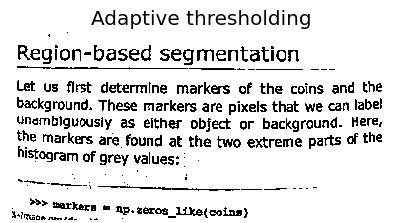 Adaptive thresholding
Region-based segmentation
Let us first determine markers of the coins and the
background. These markers are pixels that we can label
unambiguously as either object or background. Here,
the markers are found at the two extreme parts of the
histogram of grey values:
>>> markers = np.zeros_like(coins)